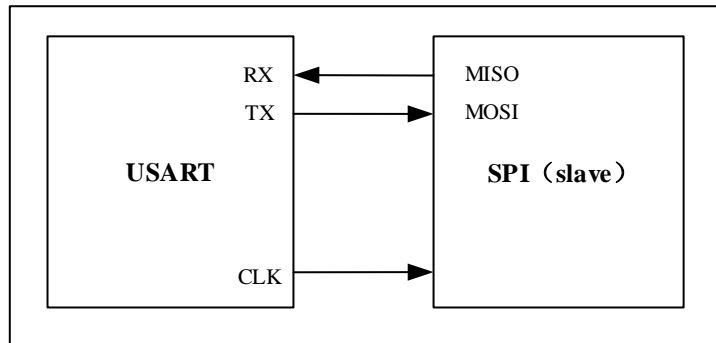 RX
MISO
TX
MOSI
USART
SPI（slave）
CLK